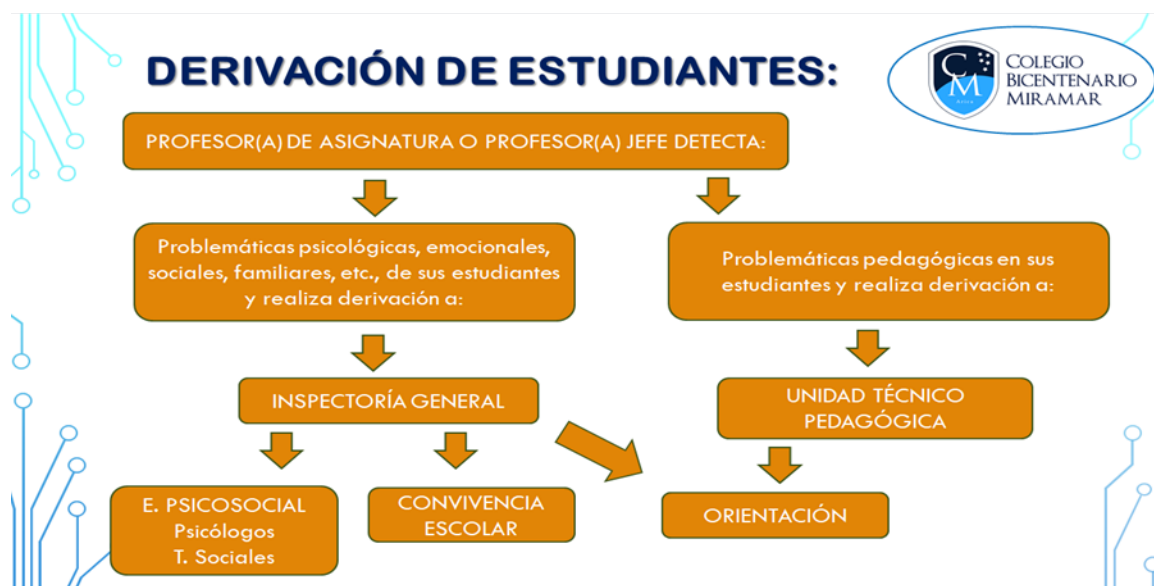 DERIVACIÓN DE ESTUDIANTES:
CM
Arica
COLEGIO
BICENTENARIO
MIRAMAR
PROFESOR(A) DE ASIGNATURA O PROFESOR(A) JEFE DETECTA:
Problemáticas psicológicas, emocionales,
sociales, familiares, etc., de sus estudiantes
y realiza derivación a:
Problemáticas pedagógicas en sus
estudiantes y realiza derivación a:
INSPECTORÍA GENERAL
UNIDAD TÉCNICO
PEDAGÓGICA
E. PSICOSOCIAL
Psicólogos
T. Sociales
CONVIVENCIA
ESCOLAR
ORIENTACIÓN